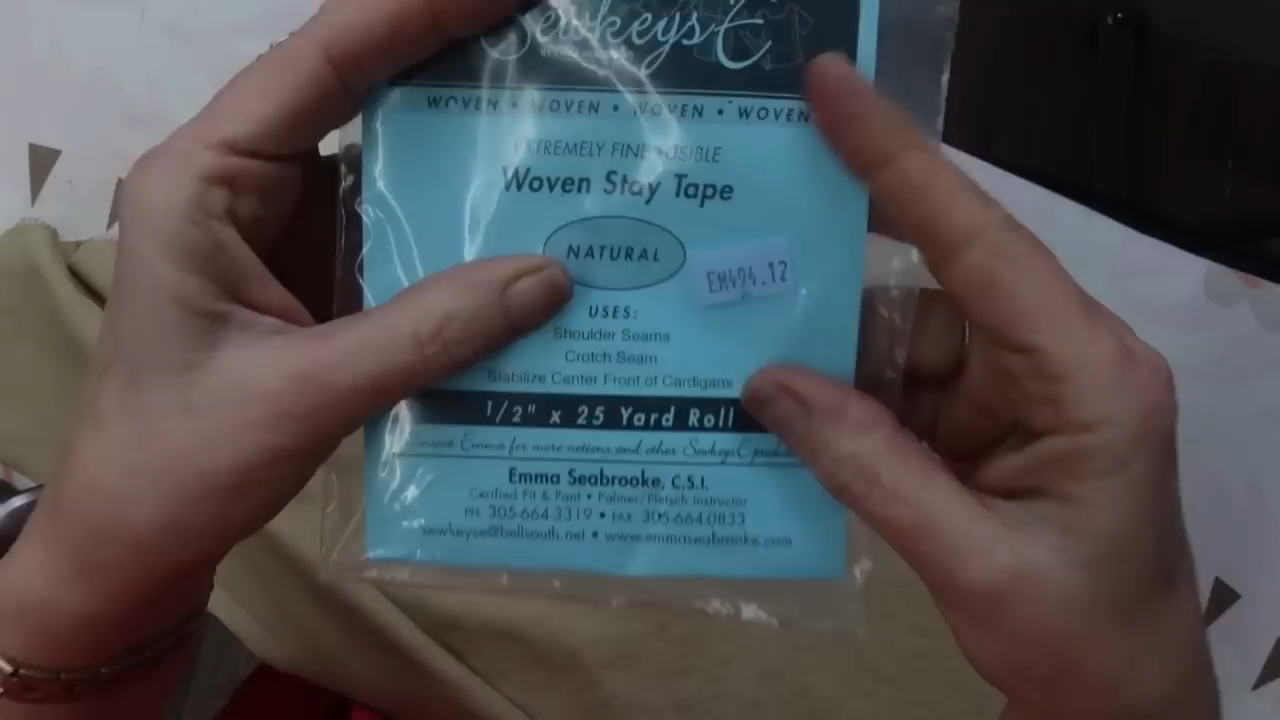 SewkeysE
WOVEN • WOVEN • WOVEN • WOVEN
EXTREMELY FINE FUSIBLE
Woven Stay Tape
NATURAL
EM494.12
USES:
Shoulder Seams
Crotch Seam
Stabilize Center Front of Cardigans
1/2" x 25 Yard Roll
Emma for more notions and other SewkeysE
Emma Seabrooke, C.S.I.
Certified Fit & Pant • Palmer/Pletsch Instructor
PH: 305-664-3319 • FAX: 305-664-0833
sewkeyse@bellsouth.net • www.emmaseabrooke.com